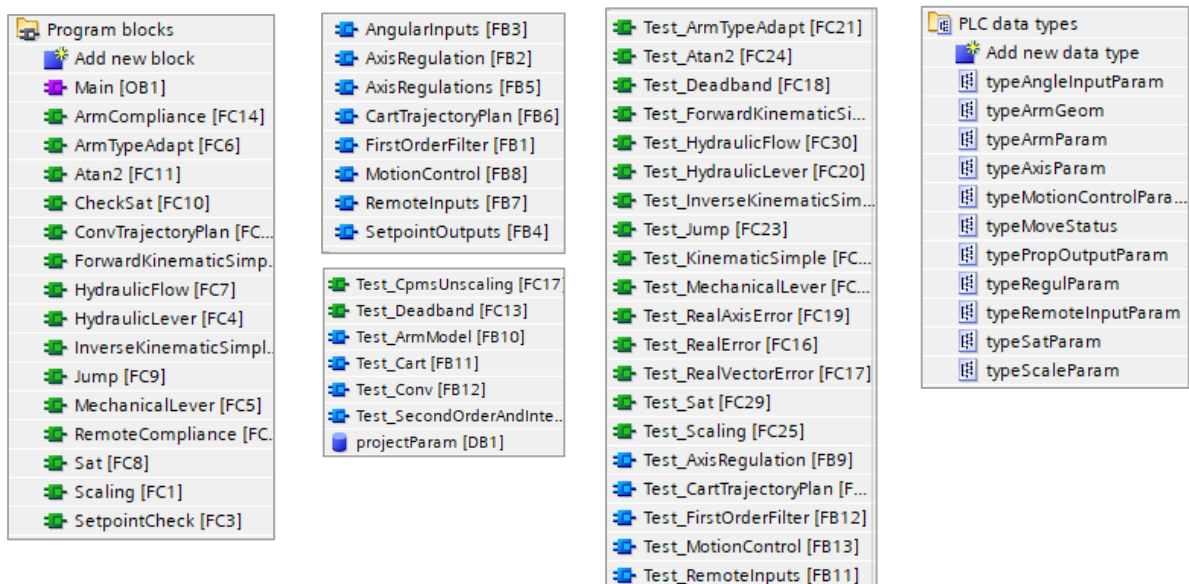 Program blocks
Add new block
Main [OB1]
ArmCompliance [FC14]
ArmTypeAdapt [FC6]
Atan2 [FC11]
CheckSat [FC10]
ConvTrajectoryPlan [FC...
ForwardKinematicSimp...
HydraulicFlow [FC7]
HydraulicLever [FC4]
InverseKinematicSimpl...
Jump [FC9]
MechanicalLever [FC5]
RemoteCompliance [FC...
Sat [FC8]
Scaling [FC1]
SetpointCheck [FC3]
AngularInputs [FB3]
AxisRegulation [FB2]
AxisRegulations [FB5]
CartTrajectoryPlan [FB6]
FirstOrderFilter [FB1]
MotionControl [FB8]
RemoteInputs [FB7]
SetpointOutputs [FB4]
Test_CpmsUnscaling [FC17]
Test_Deadband [FC13]
Test_ArmModel [FB10]
Test_Cart [FB11]
Test_Conv [FB12]
Test_SecondOrderAndInte...
projectParam [DB1]
Test_ArmTypeAdapt [FC21]
Test_Atan2 [FC24]
Test_Deadband [FC18]
Test_ForwardKinematicSi...
Test_HydraulicFlow [FC30]
Test_HydraulicLever [FC20]
Test_InverseKinematicSim...
Test_Jump [FC23]
Test_KinematicSimple [FC...
Test_MechanicalLever [FC...
Test_RealAxisError [FC19]
Test_RealError [FC16]
Test_RealVectorError [FC17]
Test_Sat [FC29]
Test_Scaling [FC25]
Test_AxisRegulation [FB9]
Test_CartTrajectoryPlan [F...
Test_FirstOrderFilter [FB12]
Test_MotionControl [FB13]
Test_RemoteInputs [FB11]
PLC data types
Add new data type
typeAngleInputParam
typeArmGeom
typeArmParam
typeAxisParam
typeMotionControlPara...
typeMoveStatus
typePropOutputParam
typeRegulParam
typeRemoteInputParam
typeSatParam
typeScaleParam